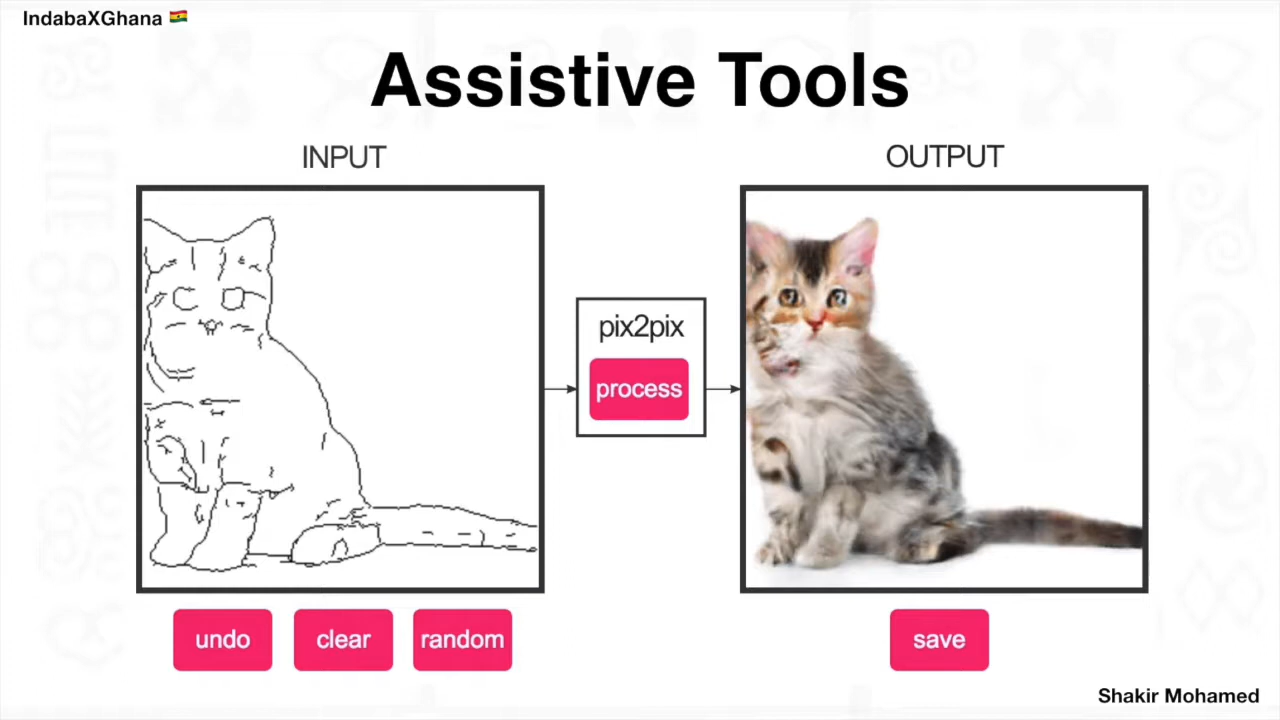 IndabaXGhana 🇬🇭
Assistive Tools
INPUT
OUTPUT
pix2pix
process
undo
clear
random
save
Shakir Mohamed